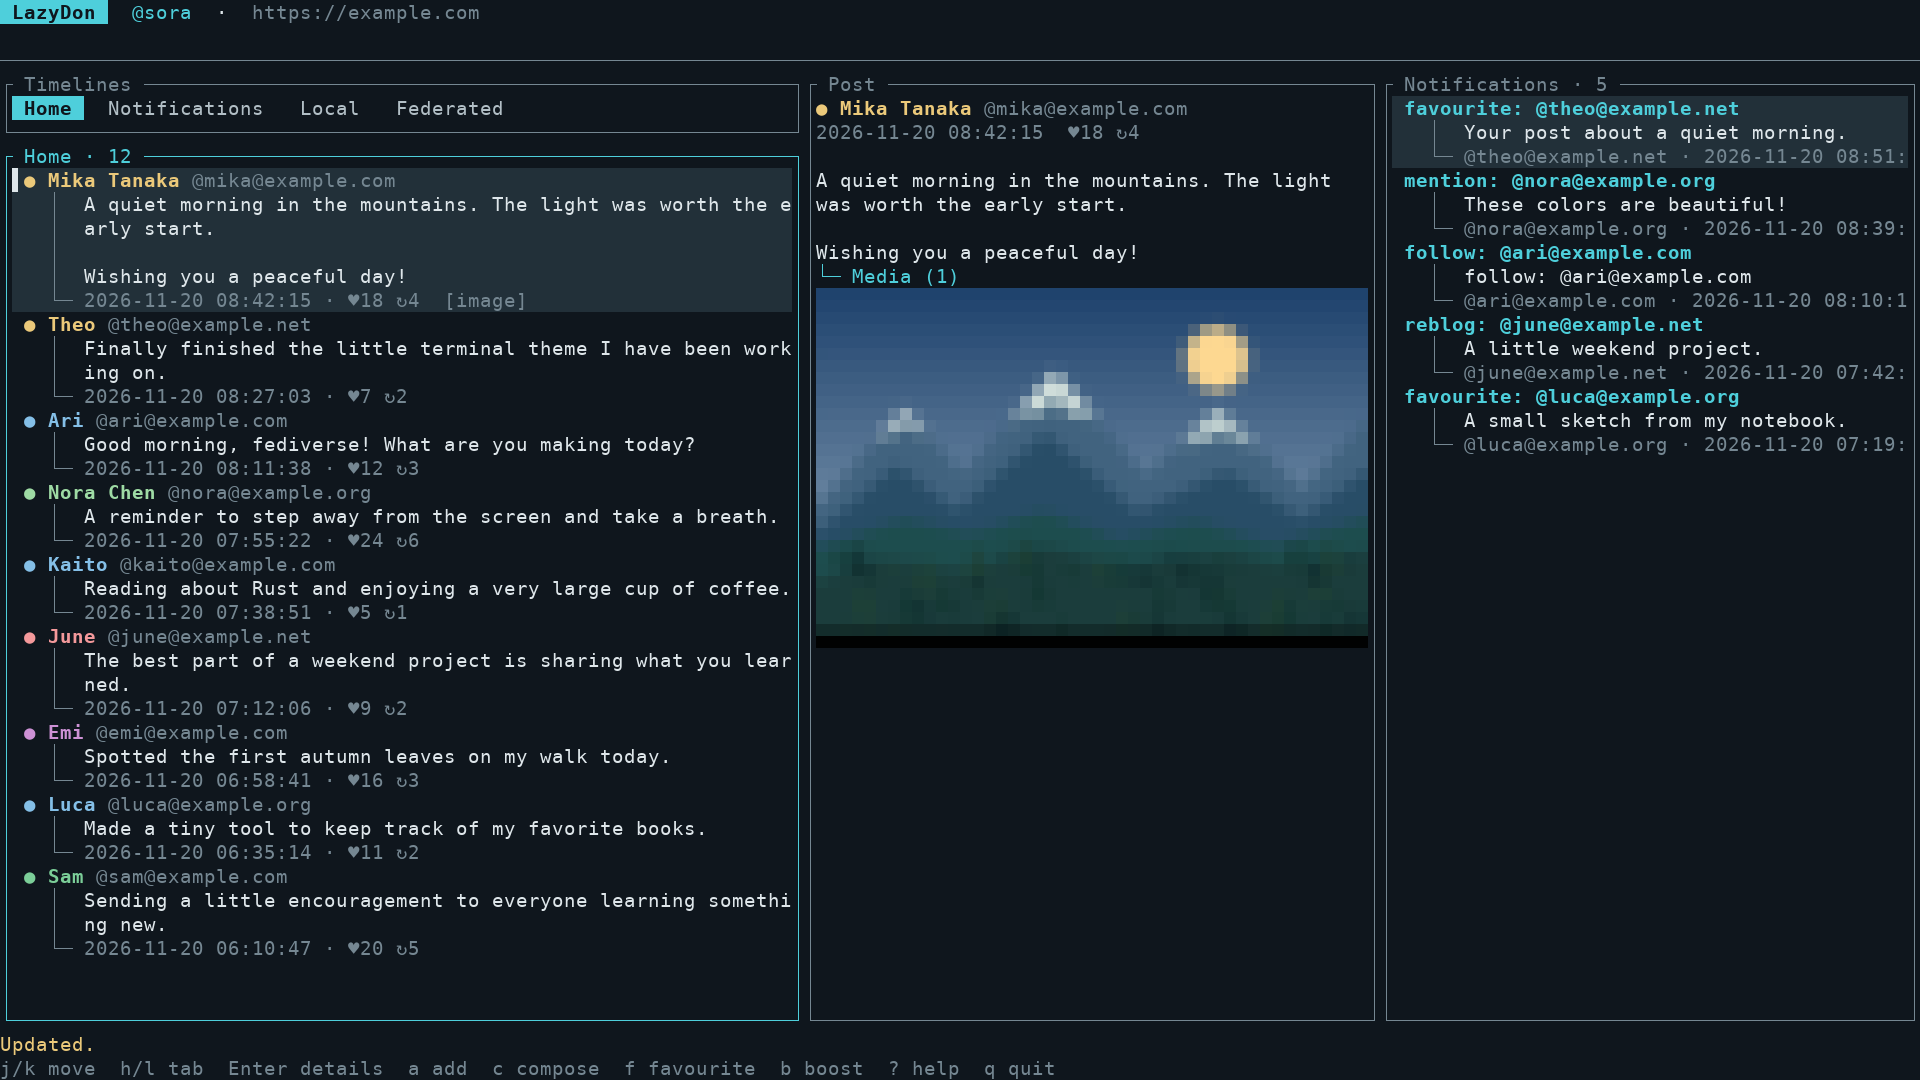 LazyDon @sora · https://example.com
Timelines
Home Notifications Local Federated
Home · 12
● Mika Tanaka @mika@example.com
A quiet morning in the mountains. The light was worth the e
arly start.
Wishing you a peaceful day!
2026-11-20 08:42:15 · ♥18 ↻4 [image]
● Theo @theo@example.net
Finally finished the little terminal theme I have been work
ing on.
2026-11-20 08:27:03 · ♥7 ↻2
● Ari @ari@example.com
Good morning, fediverse! What are you making today?
2026-11-20 08:11:38 · ♥12 ↻3
● Nora Chen @nora@example.org
A reminder to step away from the screen and take a breath.
2026-11-20 07:55:22 · ♥24 ↻6
● Kaito @kaito@example.com
Reading about Rust and enjoying a very large cup of coffee.
2026-11-20 07:38:51 · ♥5 ↻1
● June @june@example.net
The best part of a weekend project is sharing what you lear
ned.
2026-11-20 07:12:06 · ♥9 ↻2
● Emi @emi@example.com
Spotted the first autumn leaves on my walk today.
2026-11-20 06:58:41 · ♥16 ↻3
● Luca @luca@example.org
Made a tiny tool to keep track of my favorite books.
2026-11-20 06:35:14 · ♥11 ↻2
● Sam @sam@example.com
Sending a little encouragement to everyone learning somethi
ng new.
2026-11-20 06:10:47 · ♥20 ↻5
Post
● Mika Tanaka @mika@example.com
2026-11-20 08:42:15 ♥18 ↻4
A quiet morning in the mountains. The light
was worth the early start.
Wishing you a peaceful day!
Media (1)
Notifications · 5
favourite: @theo@example.net
Your post about a quiet morning.
@theo@example.net · 2026-11-20 08:51:
mention: @nora@example.org
These colors are beautiful!
@nora@example.org · 2026-11-20 08:39:
follow: @ari@example.com
follow: @ari@example.com
@ari@example.com · 2026-11-20 08:10:1
reblog: @june@example.net
A little weekend project.
@june@example.net · 2026-11-20 07:42:
favourite: @luca@example.org
A small sketch from my notebook.
@luca@example.org · 2026-11-20 07:19:
Updated.
j/k move h/l tab Enter details a add c compose f favourite b boost ? help q quit